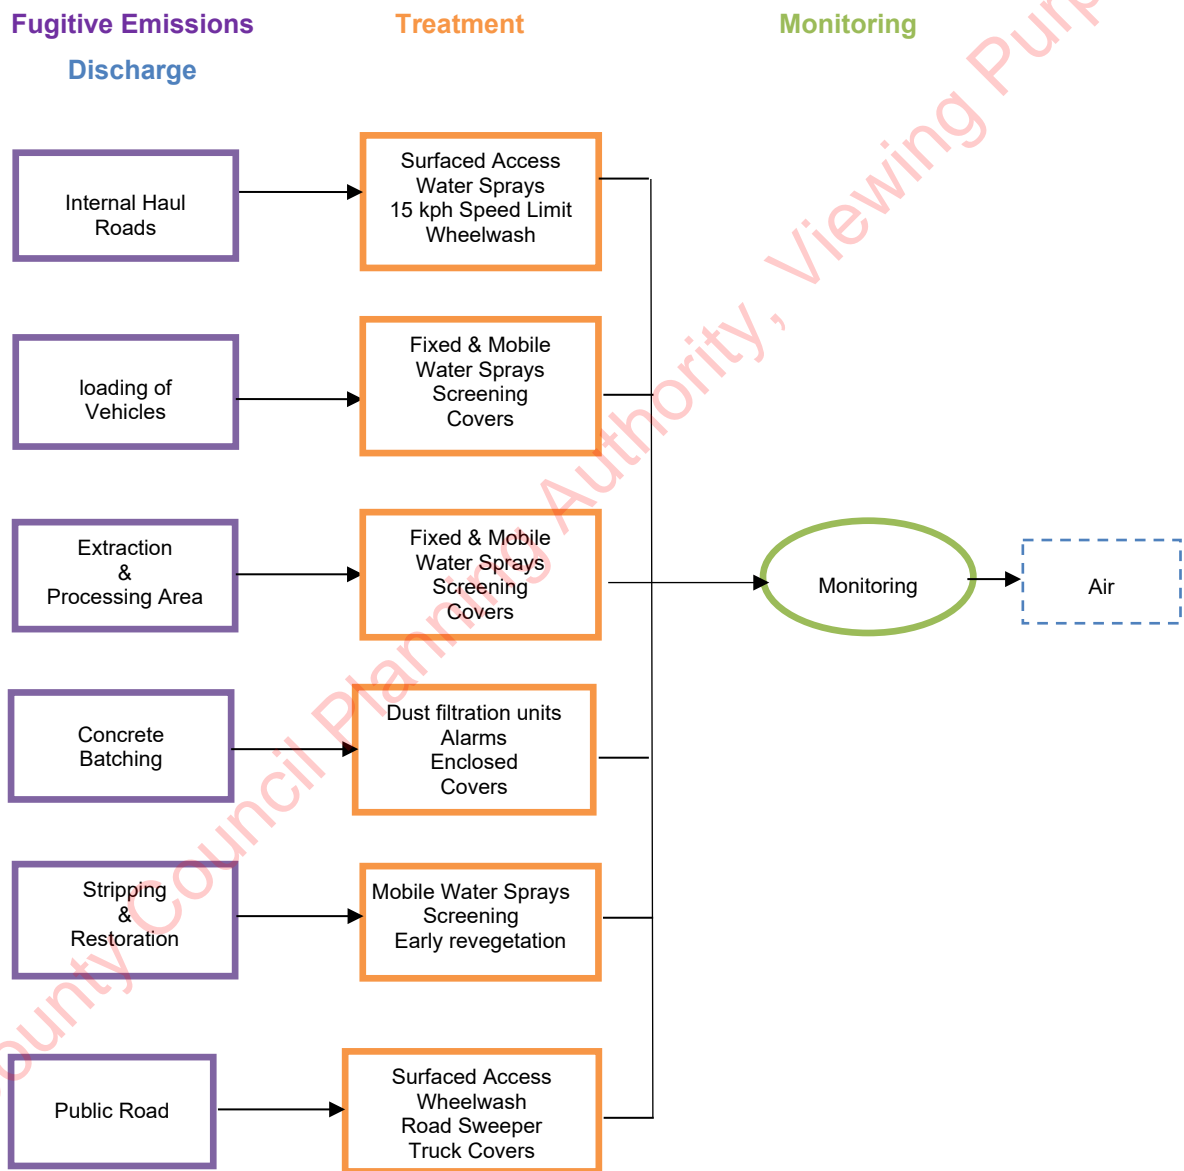 Fugitive Emissions
Treatment
Monitoring
Discharge
Internal Haul
Roads
Surfaced Access
Water Sprays
15 kph Speed Limit
Wheelwash
loading of
Vehicles
Fixed & Mobile
Water Sprays
Screening
Covers
Extraction
&
Processing Area
Fixed & Mobile
Water Sprays
Screening
Covers
Monitoring
Air
Concrete
Batching
Dust filtration units
Alarms
Enclosed
Covers
Stripping
&
Restoration
Mobile Water Sprays
Screening
Early revegetation
Public Road
Surfaced Access
Wheelwash
Road Sweeper
Truck Covers
County Council Planning Authority, Viewing Purp